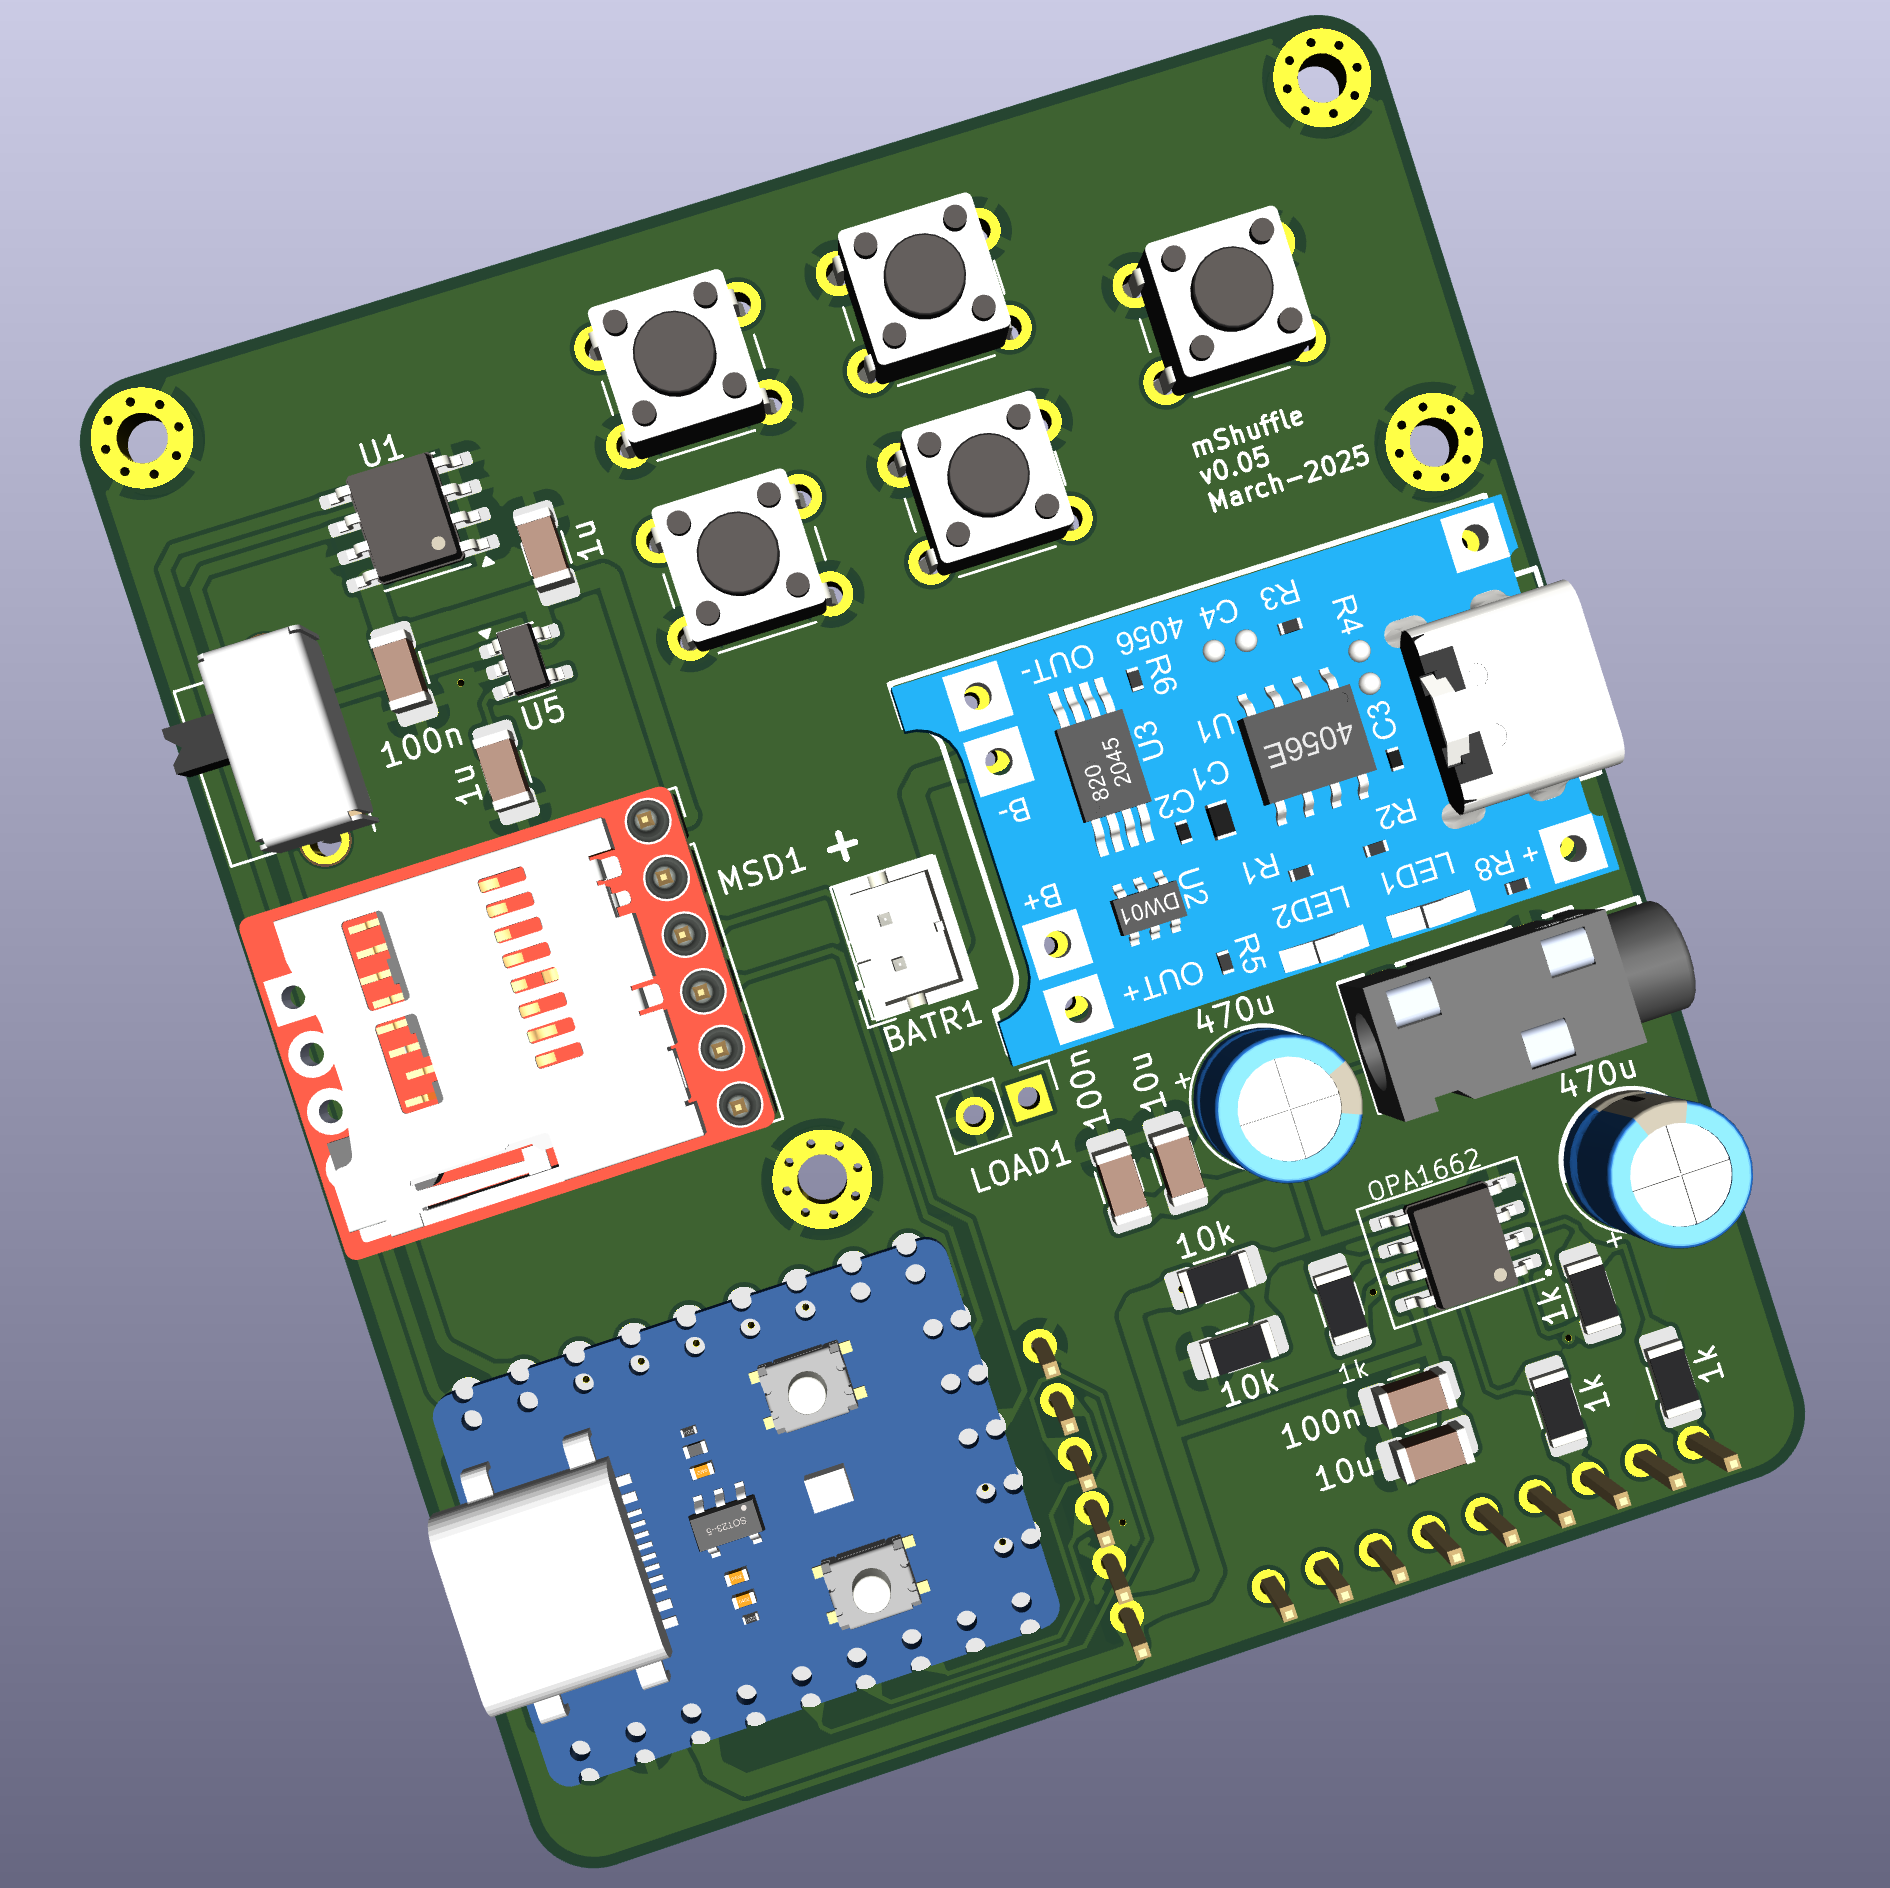 mShuffle
v0.05
March-2025
U1
1u
100n
U5
1u
MSD1
+
BATR1
LOAD1
OUT-
4056
C4
R3
R4
R6
B-
U3
820
2045
U1
4056E
C3
C1
C2
R2
R1
LED1
R8
+
B+
U2
DW01
LED2
R5
OUT+
470u
+
470u
+
100n
10u
OPA1662
10k
10k
1k
1k
1k
1k
100n
10u
SOT23-5